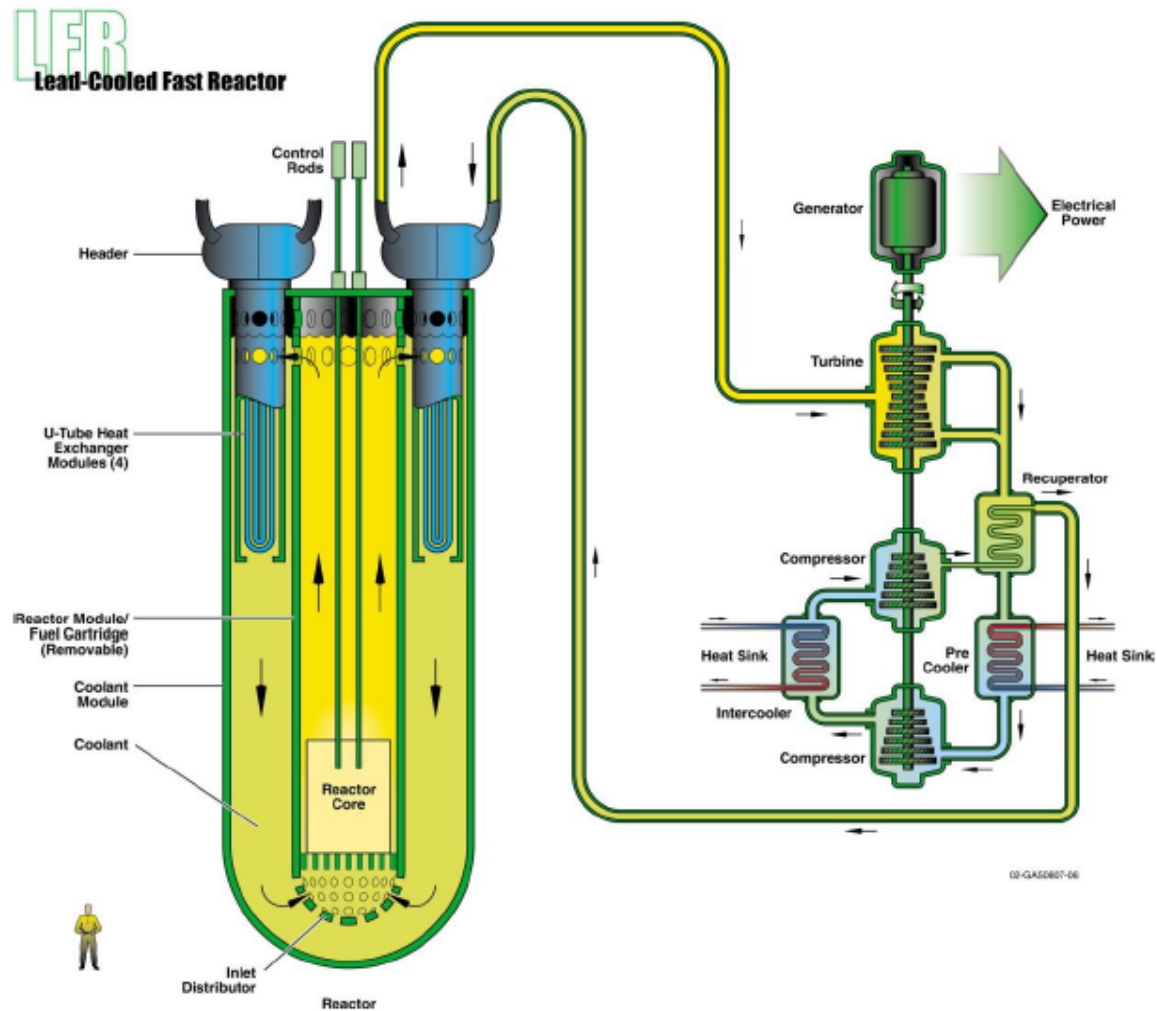 LFR
Lead-Cooled Fast Reactor
Control
Rods
Header
U-Tube Heat
Exchanger
Modules (4)
Reactor Module/
Fuel Cartridge
(Removable)
Coolant
Module
Coolant
Reactor
Core
Inlet
Distributor
Reactor
Generator
Electrical
Power
Turbine
Recuperator
Compressor
Heat Sink
Pre
Cooler
Heat Sink
Intercooler
Compressor
02-GA50807-06